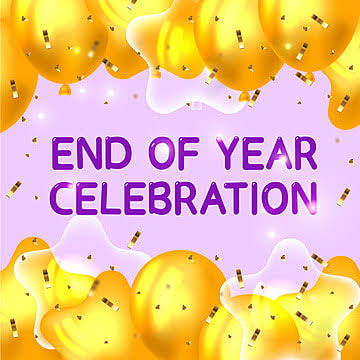 END OF YEAR
CELEBRATION